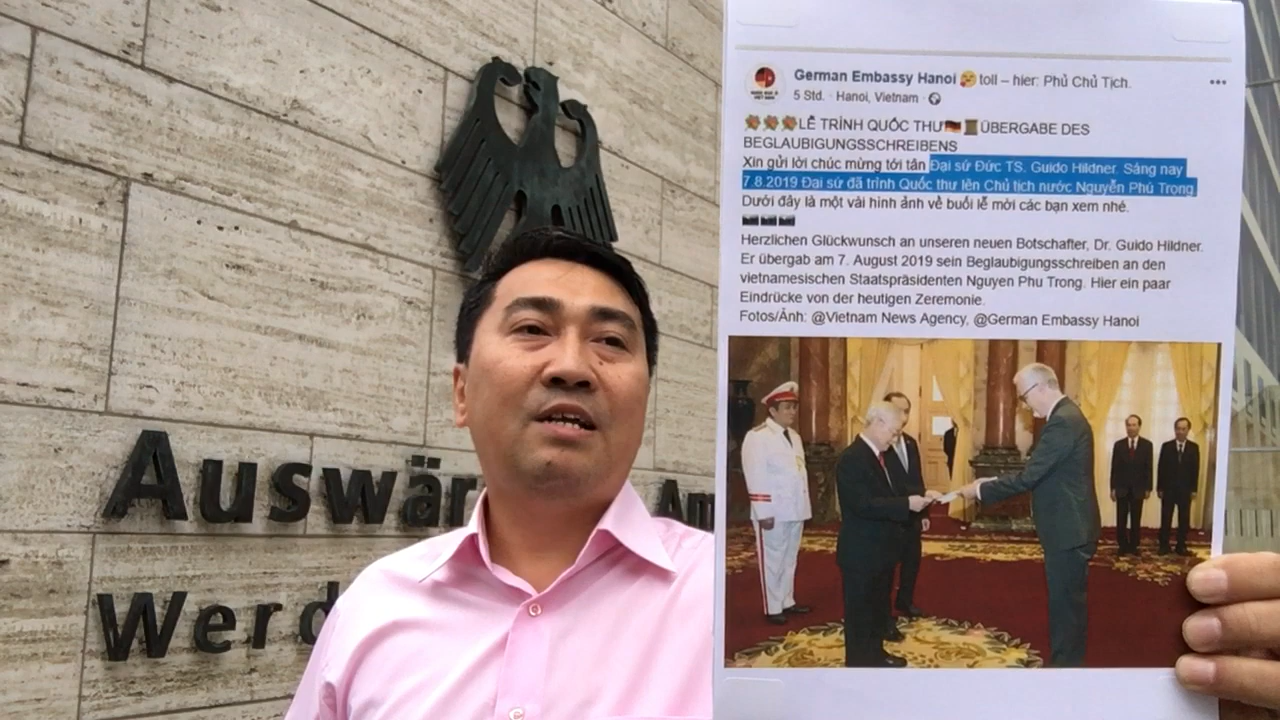 Auswär Am
Werd
German Embassy Hanoi 🥳 toll – hier: Phủ Chủ Tịch.
5 Std. · Hanoi, Vietnam ·
💐💐💐LỄ TRÌNH QUỐC THƯ🇩🇪📜ÜBERGABE DES
BEGLAUBIGUNGSSCHREIBENS
Xin gửi lời chúc mừng tới tân Đại sứ Đức TS. Guido Hildner. Sáng nay
7.8.2019 Đại sứ đã trình Quốc thư lên Chủ tịch nước Nguyễn Phú Trọng
Dưới đây là một vài hình ảnh về buổi lễ mời các bạn xem nhé.
Herzlichen Glückwunsch an unseren neuen Botschafter, Dr. Guido Hildner.
Er übergab am 7. August 2019 sein Beglaubigungsschreiben an den
vietnamesischen Staatspräsidenten Nguyen Phu Trong. Hier ein paar
Eindrücke von der heutigen Zeremonie.
Fotos/Ảnh: @Vietnam News Agency, @German Embassy Hanoi